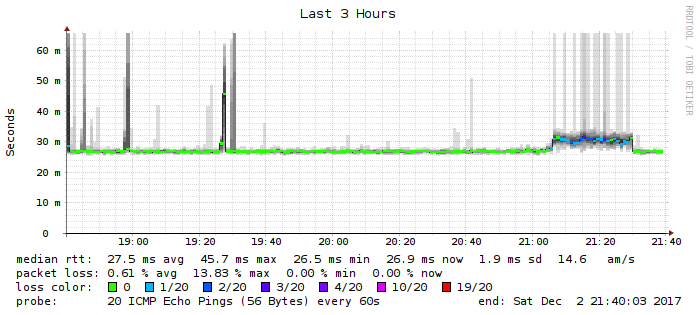 Last 3 Hours
RRDTOOL / TOBI OETIKER
Seconds
60 m
50 m
40 m
30 m
20 m
10 m
0
19:00 19:20 19:40 20:00 20:20 20:40 21:00 21:20 21:40
median rtt: 27.5 ms avg 45.7 ms max 26.5 ms min 26.9 ms now 1.9 ms sd 14.6 am/s
packet loss: 0.61 % avg 13.83 % max 0.00 % min 0.00 % now
loss color: 0 1/20 2/20 3/20 4/20 10/20 19/20
probe: 20 ICMP Echo Pings (56 Bytes) every 60s end: Sat Dec 2 21:40:03 2017